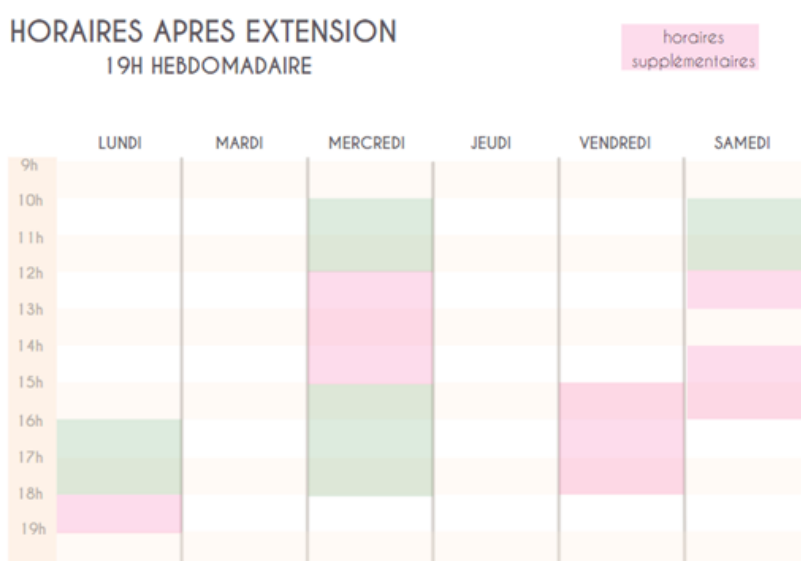 HORAIRES APRES EXTENSION
19H HEBDOMADAIRE
horaires
supplémentaires
LUNDI MARDI MERCREDI JEUDI VENDREDI SAMEDI
9h
10h
11h
12h
13h
14h
15h
16h
17h
18h
19h